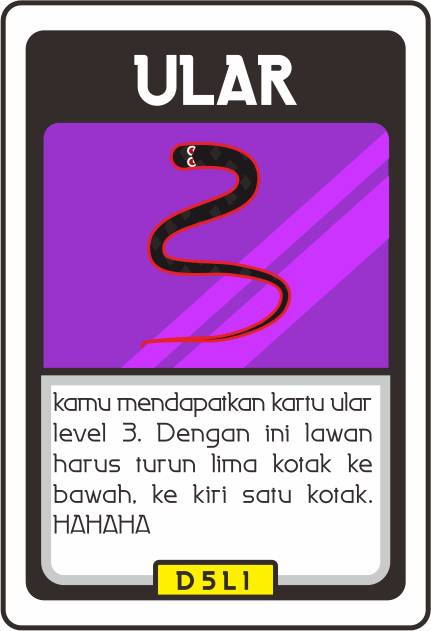 ULAR
kamu mendapatkan kartu ular
level 3. Dengan ini lawan
harus turun lima kotak ke
bawah, ke kiri satu kotak.
HAHAHA
D5L1